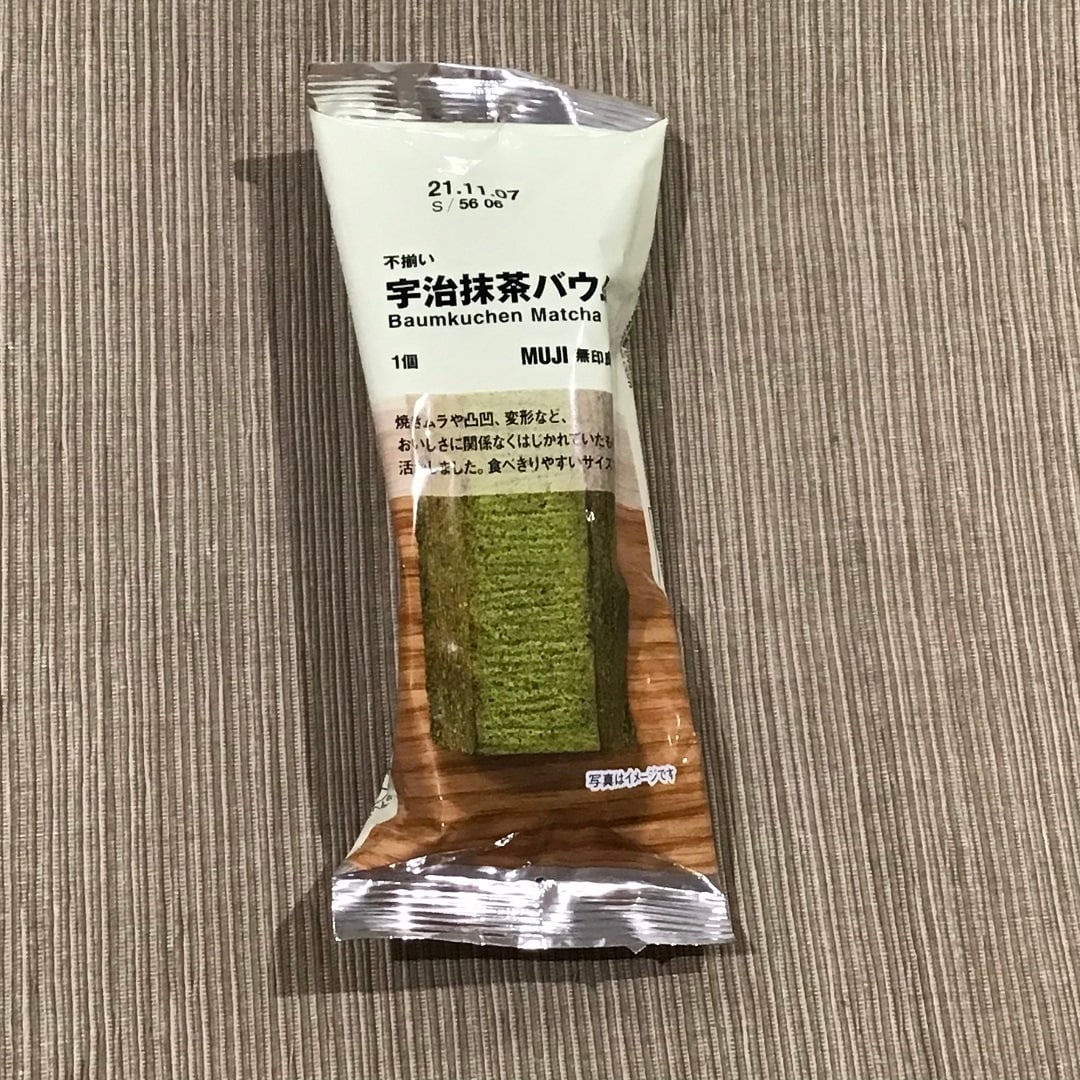 21.11.07
S/ 56 06
不揃い
宇治抹茶バウ
Baumkuchen Matcha
1個
MUJI 無印
焼きムラや凸凹、変形など、
おいしさに関係なくはじかれていた
活かしました。食べきりやすいサイズ
写真はイメージです